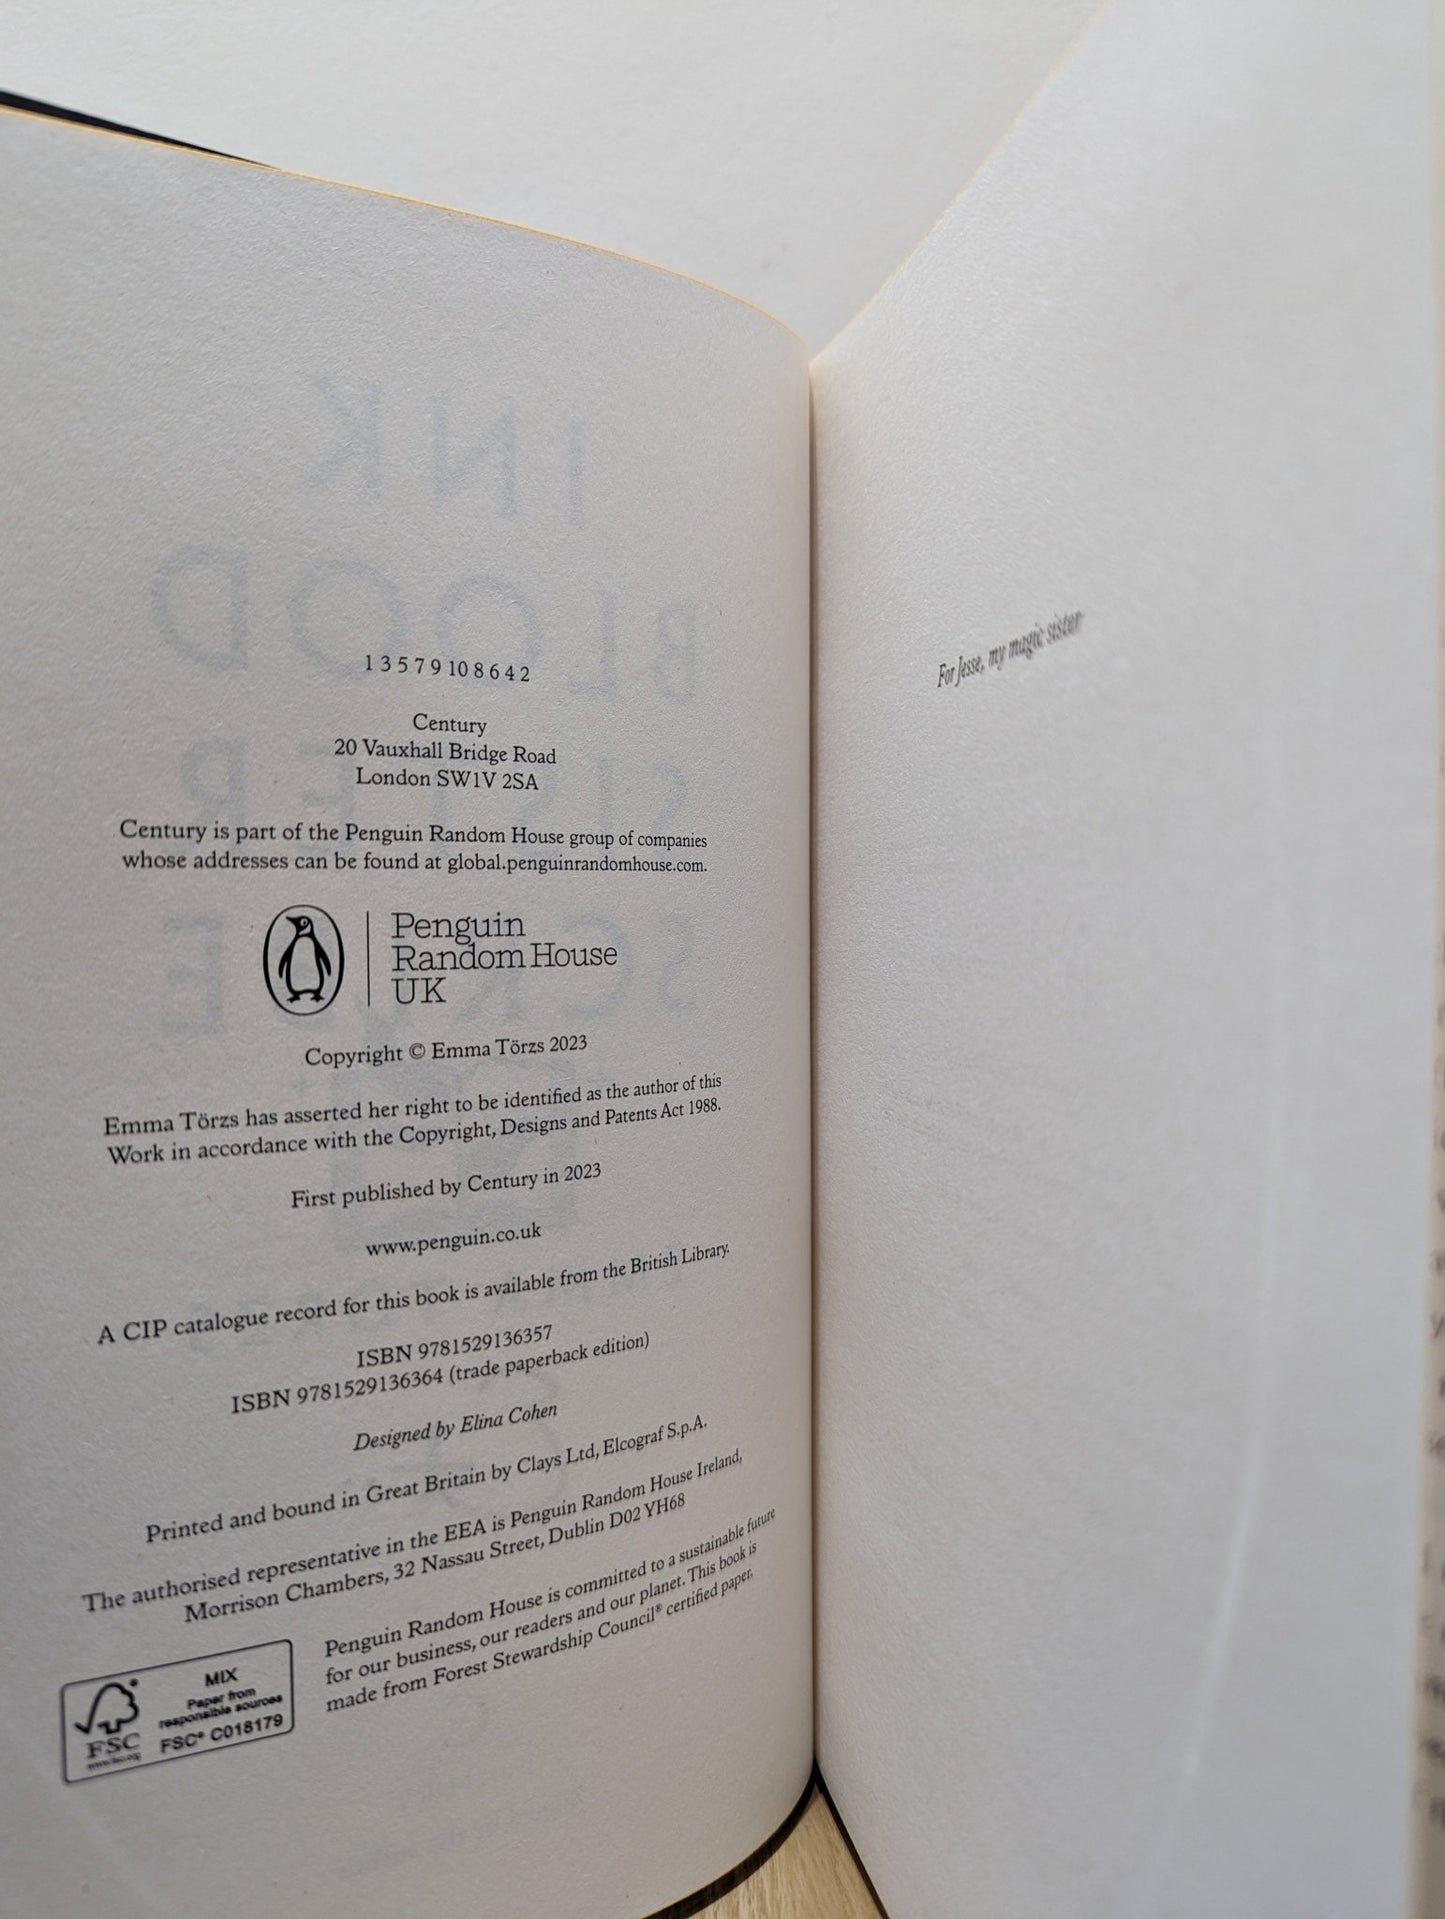 1 3 5 7 9 10 8 6 4 2
Century
20 Vauxhall Bridge Road
London SW1V 2SA
Century is part of the Penguin Random House group of companies
whose addresses can be found at global.penguinrandomhouse.com.
Penguin
Random House
UK
Copyright © Emma Törzs 2023
Emma Törzs has asserted her right to be identified as the author of this
Work in accordance with the Copyright, Designs and Patents Act 1988.
First published by Century in 2023
www.penguin.co.uk
A CIP catalogue record for this book is available from the British Library.
ISBN 9781529136357
ISBN 9781529136364 (trade paperback edition)
Designed by Elina Cohen
Printed and bound in Great Britain by Clays Ltd, Elcograf S.p.A.
The authorised representative in the EEA is Penguin Random House Ireland,
Morrison Chambers, 32 Nassau Street, Dublin D02 YH68
Penguin Random House is committed to a sustainable future
for our business, our readers and our planet. This book is
made from Forest Stewardship Council® certified paper.
FSC
www.fsc.org
MIX
Paper from
responsible sources
FSC® C018179
For Jesse, my magic sister
INK
BLOOD
SISTER
SCRIBE